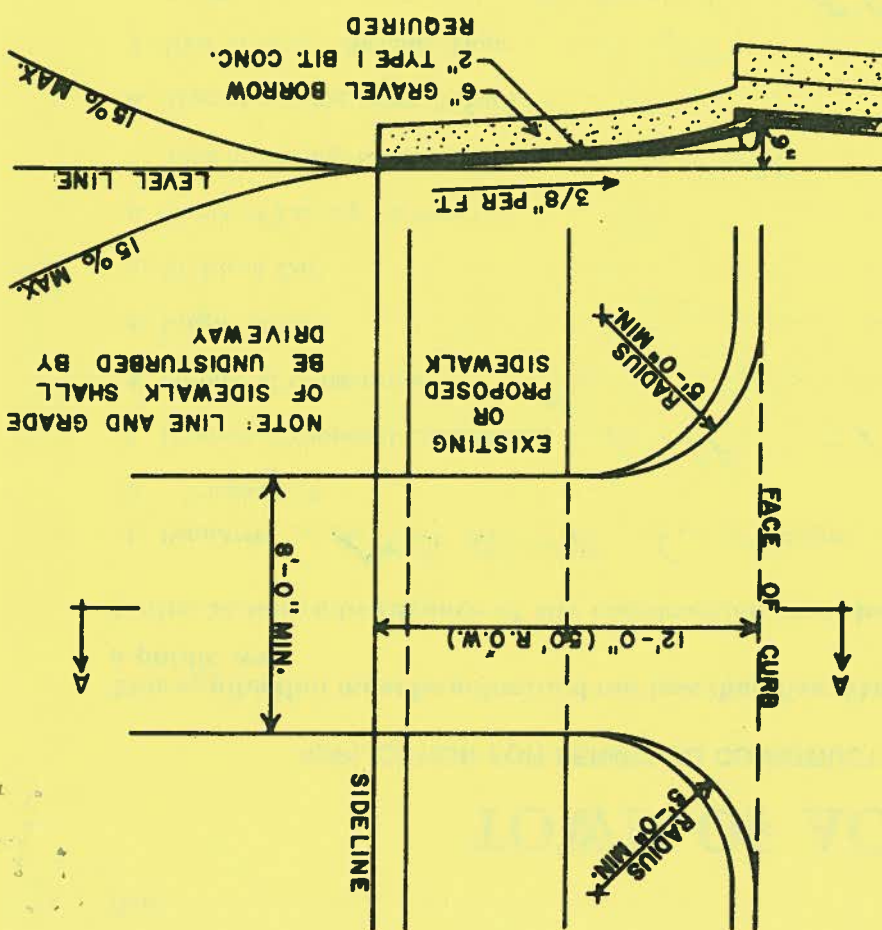 RADIUS
5'-0" MIN.
SIDELINE
FACE OF CURB
A
12'-0" (50' R.O.W.)
A
8'-0" MIN.
EXISTING
OR
PROPOSED
SIDEWALK
RADIUS
5'-0" MIN.
NOTE: LINE AND GRADE
OF SIDEWALK SHALL
BE UNDISTURBED BY
DRIVEWAY
15% MAX.
3/8" PER FT.
LEVEL LINE
6"
15% MAX.
6" GRAVEL BORROW
2" TYPE I BIT. CONC.
REQUIRED